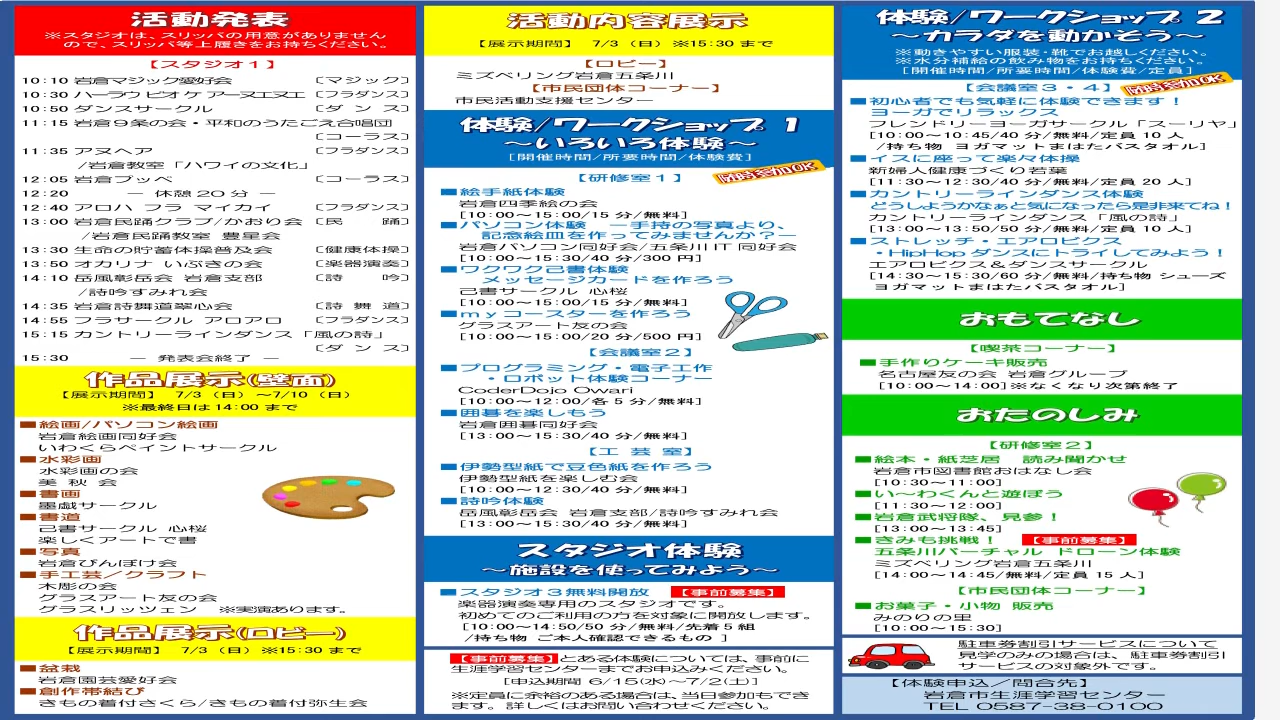 活動発表
※スタジオは、スリッパの用意がありません
ので、スリッパ等上履きをお持ちください。
【スタジオ1】
10:10 岩倉マジック愛好会 〔マジック〕
10:30 ハーラウ ピオ ケ アーヌエヌエ 〔フラダンス〕
10:50 ダンスサークル 〔ダ ン ス〕
11:15 岩倉9条の会・平和のうたごえ合唱団
〔コーラス〕
11:35 アヌヘア 〔フラダンス〕
/岩倉教室「ハワイの文化」
12:05 岩倉ブッペ 〔コーラス〕
12:20 ― 休憩20分 ―
12:40 アロハ フラ マイカイ 〔フラダンス〕
13:00 岩倉民踊クラブ/かおり会 〔民 踊〕
/岩倉民踊教室 豊星会
13:30 生命の貯蓄体操普及会 〔健康体操〕
13:50 オカリナ いぶきの会 〔楽器演奏〕
14:10 岳風彰岳会 岩倉支部 〔詩 吟〕
/詩吟すみれ会
14:35 岩倉詩舞道翠心会 〔詩 舞 道〕
14:55 フラサークル アロアロ 〔フラダンス〕
15:15 カントリーラインダンス「風の詩」
〔ダ ン ス〕
15:30 ― 発表会終了 ―
作品展示(壁面)
【展示期間】 7/3 (日) ~7/10 (日)
※最終日は14:00 まで
■絵画/パソコン絵画
岩倉絵画同好会
いわくらペイントサークル
■水彩画
水彩画の会
美 秋 会
■書画
墨戯サークル
■書道
己書サークル 心桜
楽しくアートで書
■写真
岩倉ぴんぼけ会
■手工芸/クラフト
木彫の会
グラスアート友の会
グラスリッツェン ※実演あります。
作品展示(ロビー)
【展示期間】 7/3 (日) ※15:30 まで
■盆栽
岩倉園芸愛好会
■創作帯結び
きもの着付さくら/きもの着付弥生会
活動内容展示
【展示期間】 7/3 (日) ※15:30 まで
【ロビー】
ミズベリング岩倉五条川
【市民団体コーナー】
市民活動支援センター
体験/ワークショップ 1
~いろいろ体験~
[開催時間/所要時間/体験費]
随時参加OK
【研修室1】
■絵手紙体験
岩倉四季絵の会
[10:00~15:00/15 分/無料]
■パソコン体験 ―手持の写真より、
記念絵皿を作ってみませんか?―
岩倉パソコン同好会/五条川 IT 同好会
[10:00~15:30/40 分/300 円]
■ワクワク己書体験
メッセージカードを作ろう
己書サークル 心桜
[10:00~15:00/15 分/無料]
■myコースターを作ろう
グラスアート友の会
[10:00~15:00/20 分/500 円]
【会議室2】
■プログラミング・電子工作
・ロボット体験コーナー
CoderDojo Owari
[10:00~12:00/各 5 分/無料]
■囲碁を楽しもう
岩倉囲碁同好会
[13:00~15:30/40 分/無料]
【工 芸 室】
■伊勢型紙で豆色紙を作ろう
伊勢型紙を楽しむ会
[10:00~12:30/40 分/無料]
■詩吟体験
岳風彰岳会 岩倉支部/詩吟すみれ会
[13:00~15:30/40 分/無料]
スタジオ体験
~施設を使ってみよう~
■スタジオ3無料開放 【事前募集】
楽器演奏専用のスタジオです。
初めてのご利用の方を対象に開放します。
[10:00~14:50/50 分/無料/先着 5 組
/持ち物 ご本人確認できるもの ]
【事前募集】とある体験については、事前に
生涯学習センターまでお申込みください。
[申込期間 6/15(水)~7/2(土)]
※定員に余裕のある場合は、当日参加もでき
ます。詳しくはお問い合わせください。
体験/ワークショップ 2
~カラダを動かそう~
※動きやすい服装・靴でお越しください。
※水分補給の飲み物をお持ちください。
[開催時間/所要時間/体験費/定員]
随時参加OK
【会議室3・4】
■初心者でも気軽に体験できます!
ヨーガでリラックス
フレンドリーヨーガサークル「スーリヤ」
[10:00~10:45/40 分/無料/定員 10 人
/持ち物 ヨガマットまたはバスタオル]
■イスに座って楽々体操
新婦人健康づくり若葉
[11:30~12:30/40 分/無料/定員 20 人]
■カントリーラインダンス体験
どうしようかなぁと気になったら是非来てね!
カントリーラインダンス「風の詩」
[13:00~13:50/50 分/無料/定員 10 人]
■ストレッチ・エアロビクス
・HipHop ダンスにトライしてみよう!
エアロビクス&ダンスサークル
[14:30~15:30/60 分/無料/持ち物 シューズ
ヨガマットまたはバスタオル]
おもてなし
【喫茶コーナー】
■手作りケーキ販売
名古屋友の会 岩倉グループ
[10:00~14:00]※なくなり次第終了
おたのしみ
【研修室2】
■絵本・紙芝居 読み聞かせ
岩倉市図書館おはなし会
[10:30~11:00]
■い~わくんと遊ぼう
[11:30~12:00]
■岩倉武将隊、見参!
[13:00~13:45]
■きみも挑戦! 【事前募集】
五条川バーチャル ドローン体験
ミズベリング岩倉五条川
[14:00~14:45/無料/定員 15 人]
【市民団体コーナー】
■お菓子・小物 販売
みのりの里
[10:00~15:30]
駐車券割引サービスについて
見学のみの場合は、駐車券割引
サービスの対象外です。
【体験申込/問合先】
岩倉市生涯学習センター
TEL 0587-38-0100